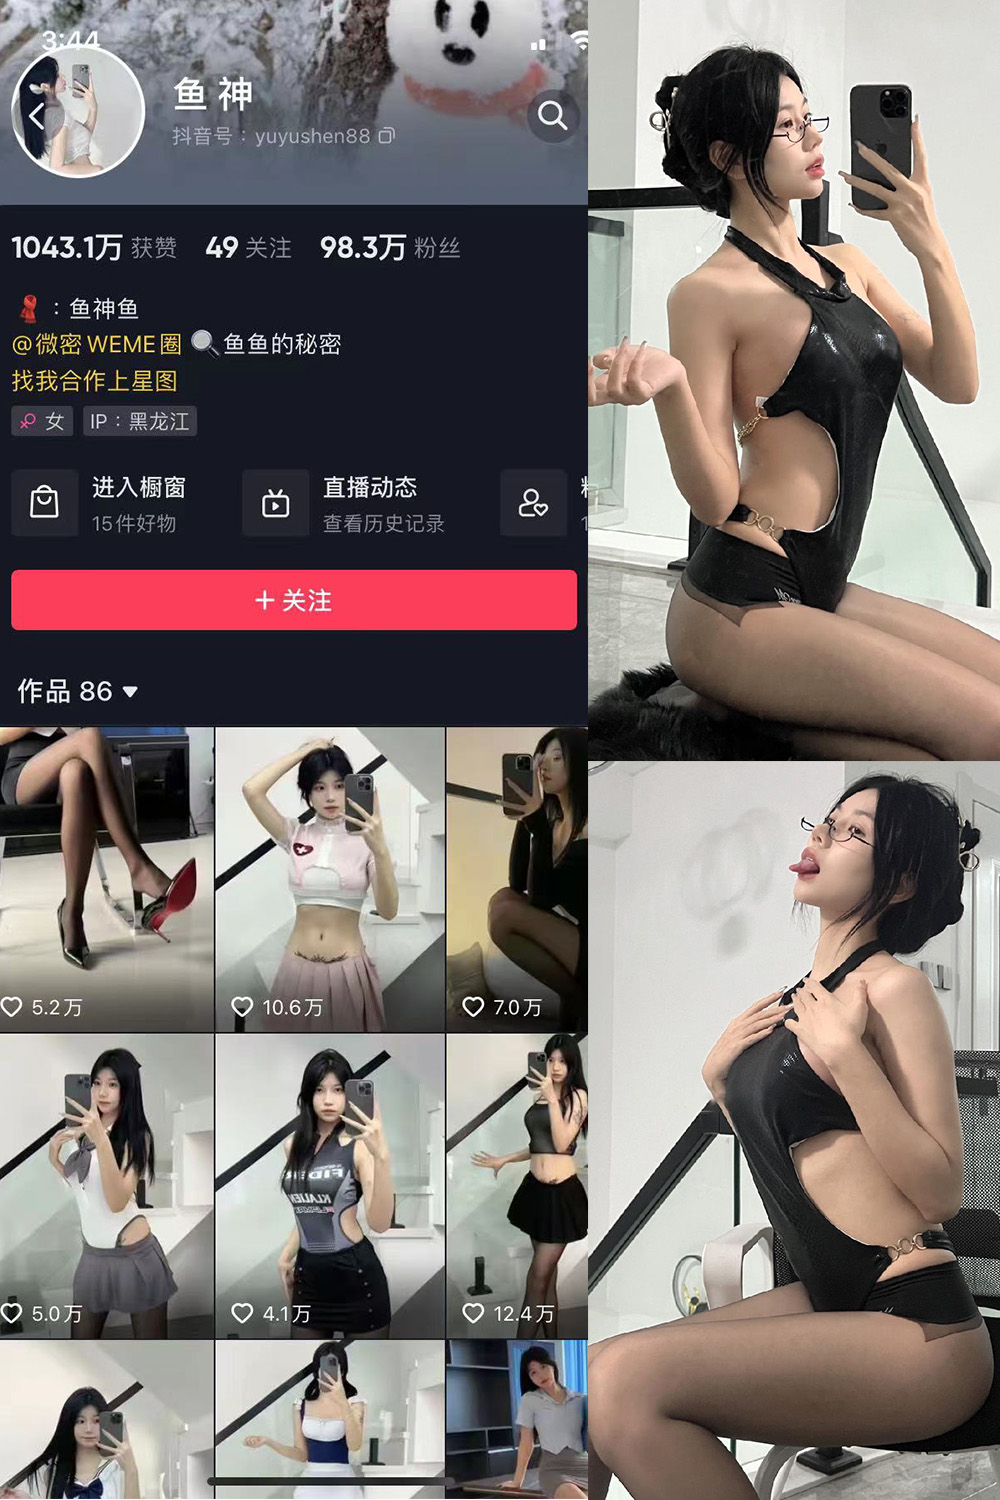 3:44
鱼神
抖音号：yuyushen88
1043.1万 获赞 49 关注 98.3万 粉丝
：鱼神鱼
@微密WEME圈 鱼鱼的秘密
找我合作上星图
女 IP：黑龙江
进入橱窗 直播动态
15件好物 查看历史记录
+ 关注
作品 86
5.2万 10.6万 7.0万
5.0万 4.1万 12.4万